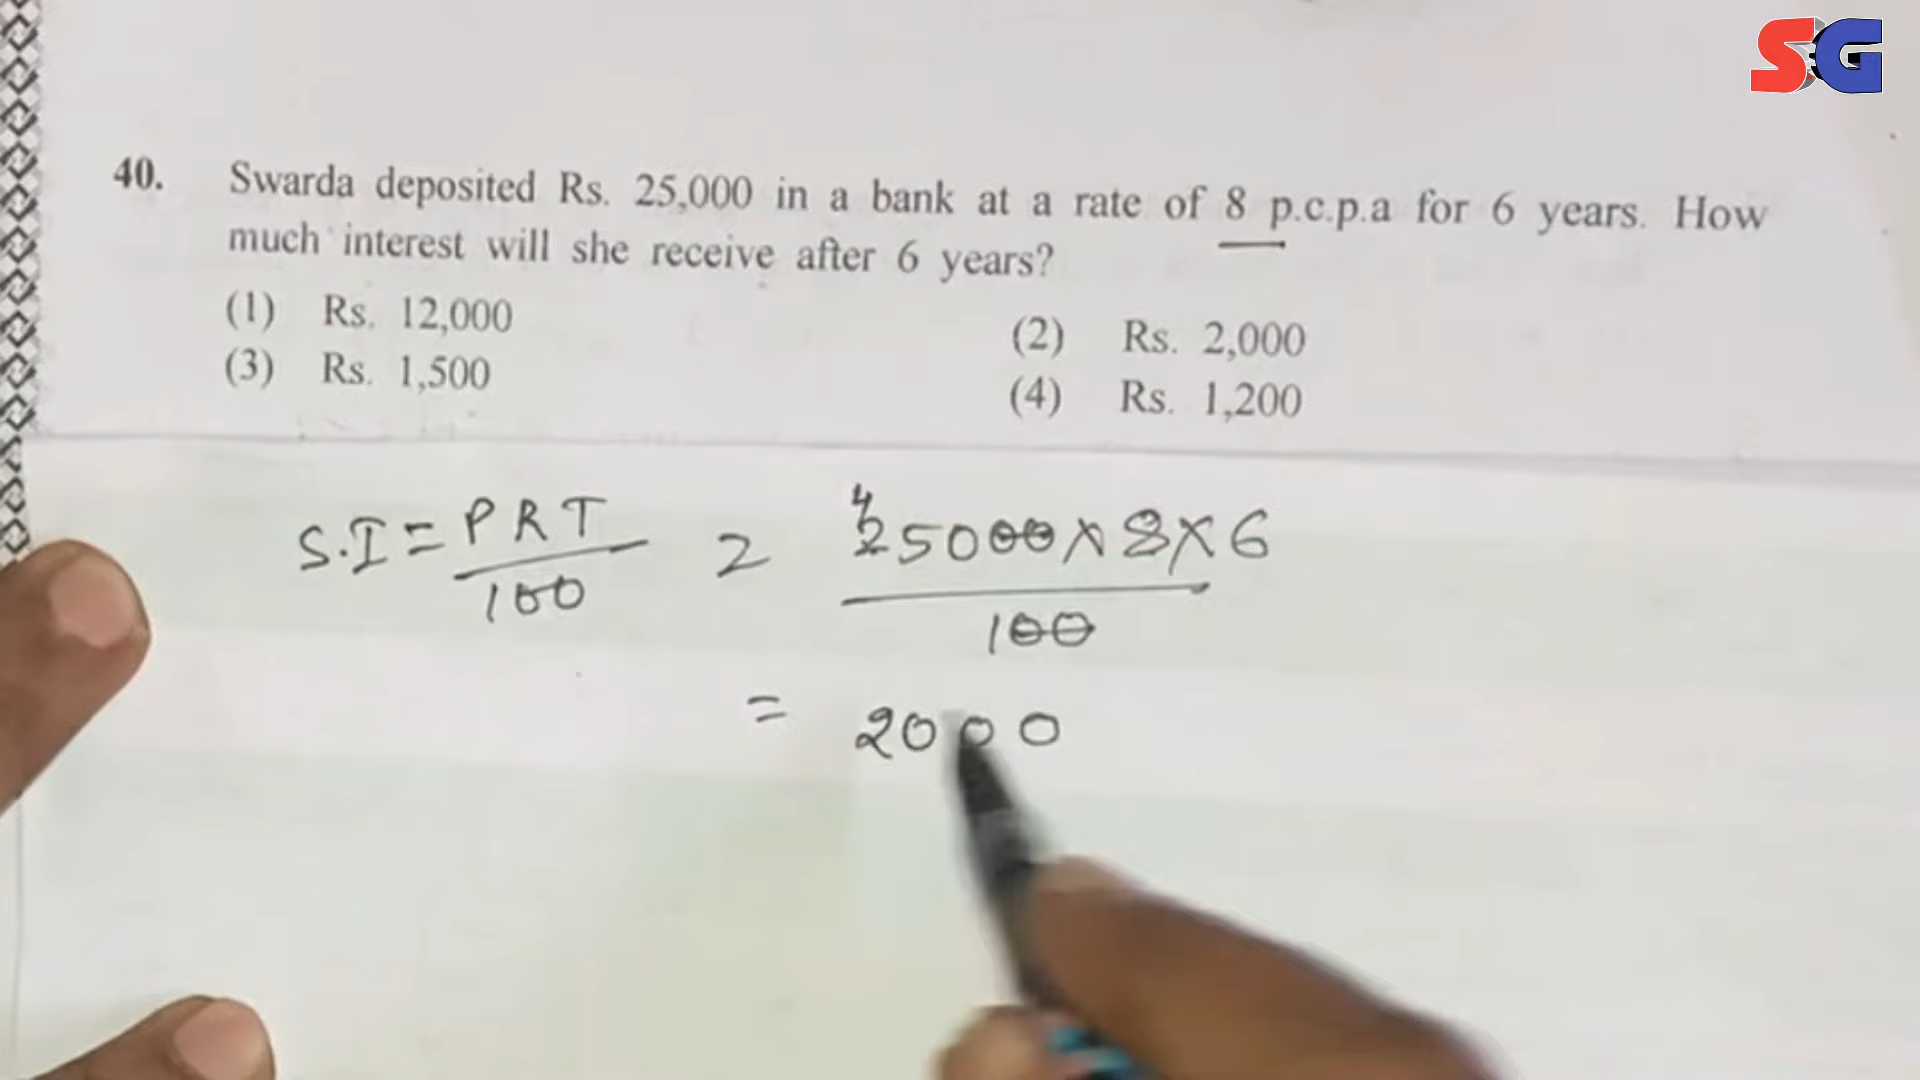 SG
40. Swarda deposited Rs. 25,000 in a bank at a rate of 8 p.c.p.a for 6 years. How
much interest will she receive after 6 years?
(1) Rs. 12,000 (2) Rs. 2,000
(3) Rs. 1,500 (4) Rs. 1,200
S.I = PRT / 100 = 25000 × 8 × 6 / 100
4
= 2000